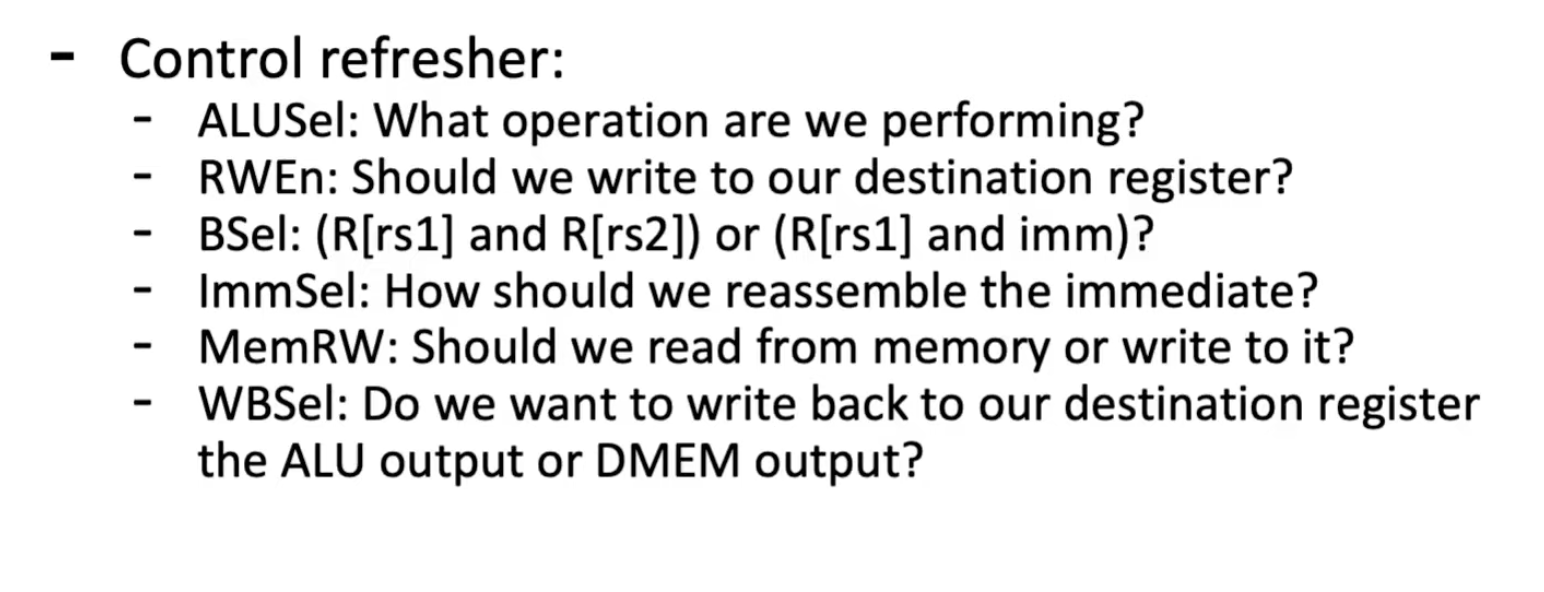 - Control refresher:
- ALUSel: What operation are we performing?
- RWEn: Should we write to our destination register?
- BSel: (R[rs1] and R[rs2]) or (R[rs1] and imm)?
- ImmSel: How should we reassemble the immediate?
- MemRW: Should we read from memory or write to it?
- WBSel: Do we want to write back to our destination register
the ALU output or DMEM output?